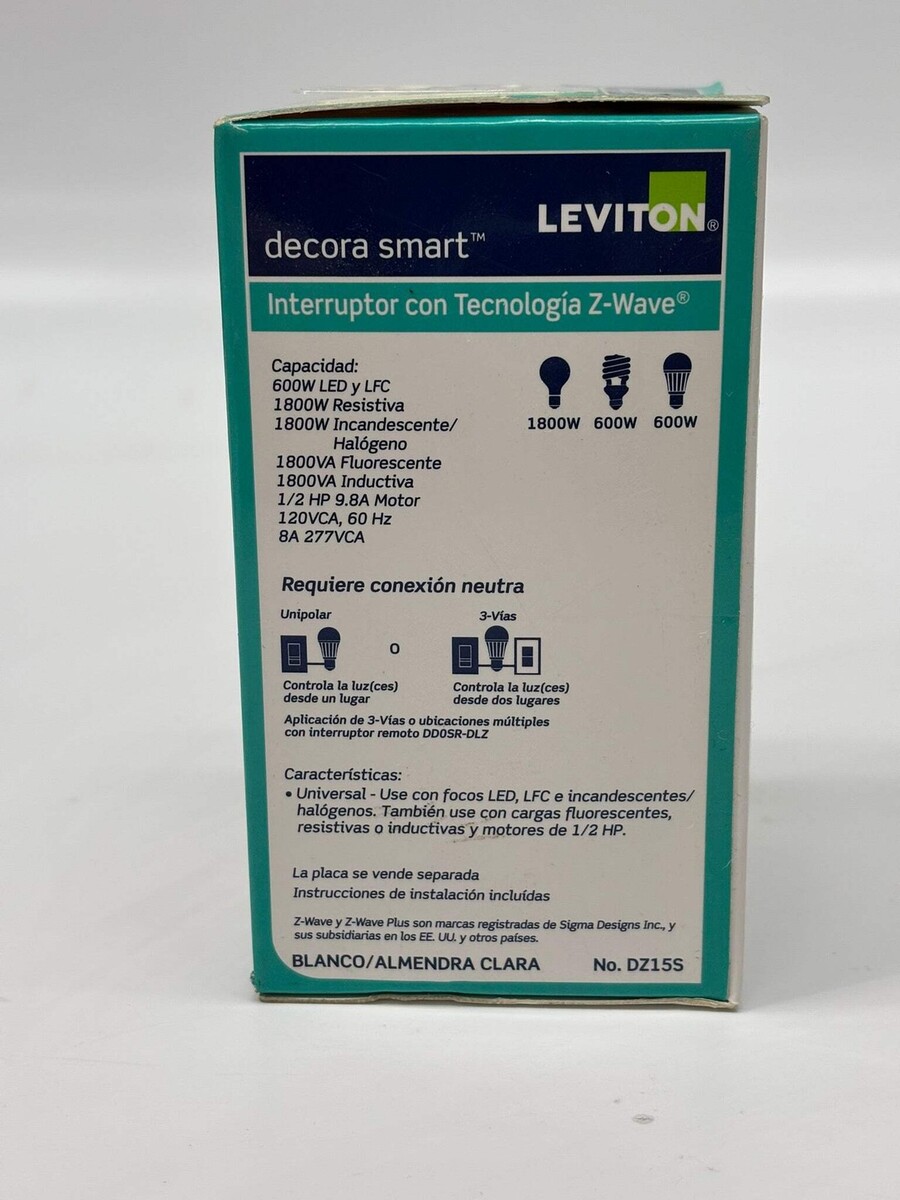 LEVITON®
decora smart™
Interruptor con Tecnología Z-Wave®
Capacidad:
600W LED y LFC
1800W Resistiva
1800W Incandescente/
Halógeno
1800VA Fluorescente
1800VA Inductiva
1/2 HP 9.8A Motor
120VCA, 60 Hz
8A 277VCA
1800W 600W 600W
Requiere conexión neutra
Unipolar
Controla la luz(ces)
desde un lugar
O
3-Vías
Controla la luz(ces)
desde dos lugares
Aplicación de 3-Vías o ubicaciones múltiples
con interruptor remoto DD0SR-DLZ
Características:
• Universal - Use con focos LED, LFC e incandescentes/
halógenos. También use con cargas fluorescentes,
resistivas o inductivas y motores de 1/2 HP.
La placa se vende separada
Instrucciones de instalación incluídas
Z-Wave y Z-Wave Plus son marcas registradas de Sigma Designs Inc., y
sus subsidiarias en los EE. UU. y otros países.
BLANCO/ALMENDRA CLARA No. DZ15S